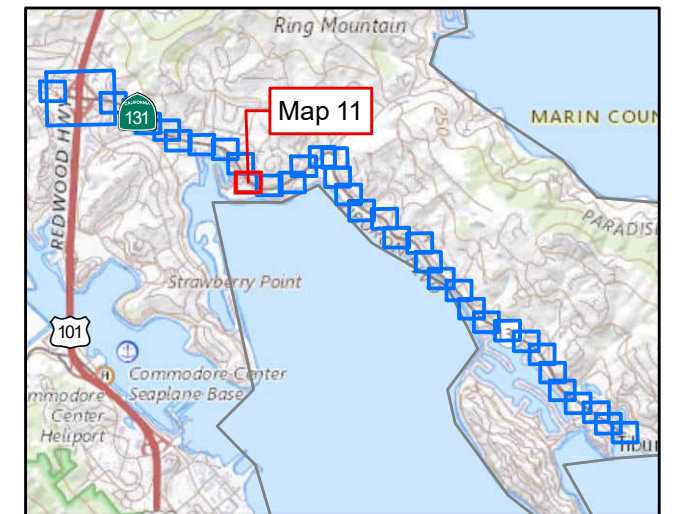 Ring Mountain
CALIFORNIA
131
Map 11
MARIN COUN
250
REDWOOD HW
PARADIS
Strawberry Point
101
Commodore Center
Seaplane Base
H
mmodore
Center
Heliport
Tibu